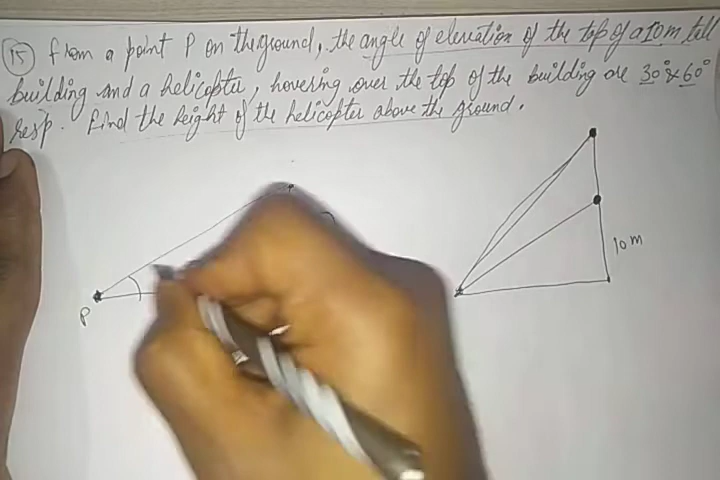 15 from a point P on the ground, the angle of elevation of the top of a 10m tall
building and a helicopter, hovering over the top of the building are 30° & 60°
resp. Find the height of the helicopter above the ground.
10 m
P